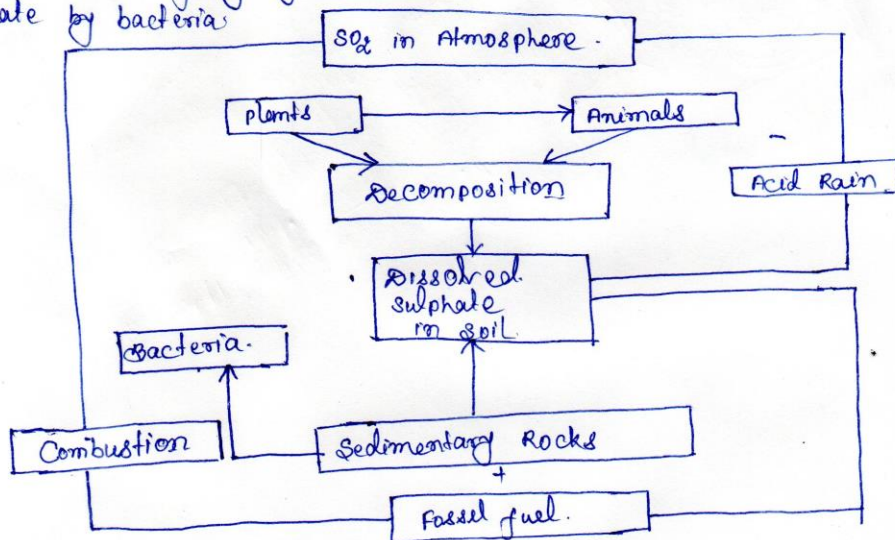 ate by bacteria
SO2 in Atmosphere.
Plants
Animals
Decomposition
Acid Rain
Dissolved
sulphate
in soil.
Bacteria.
Combustion
Sedimentary Rocks
+
Fossel fuel.